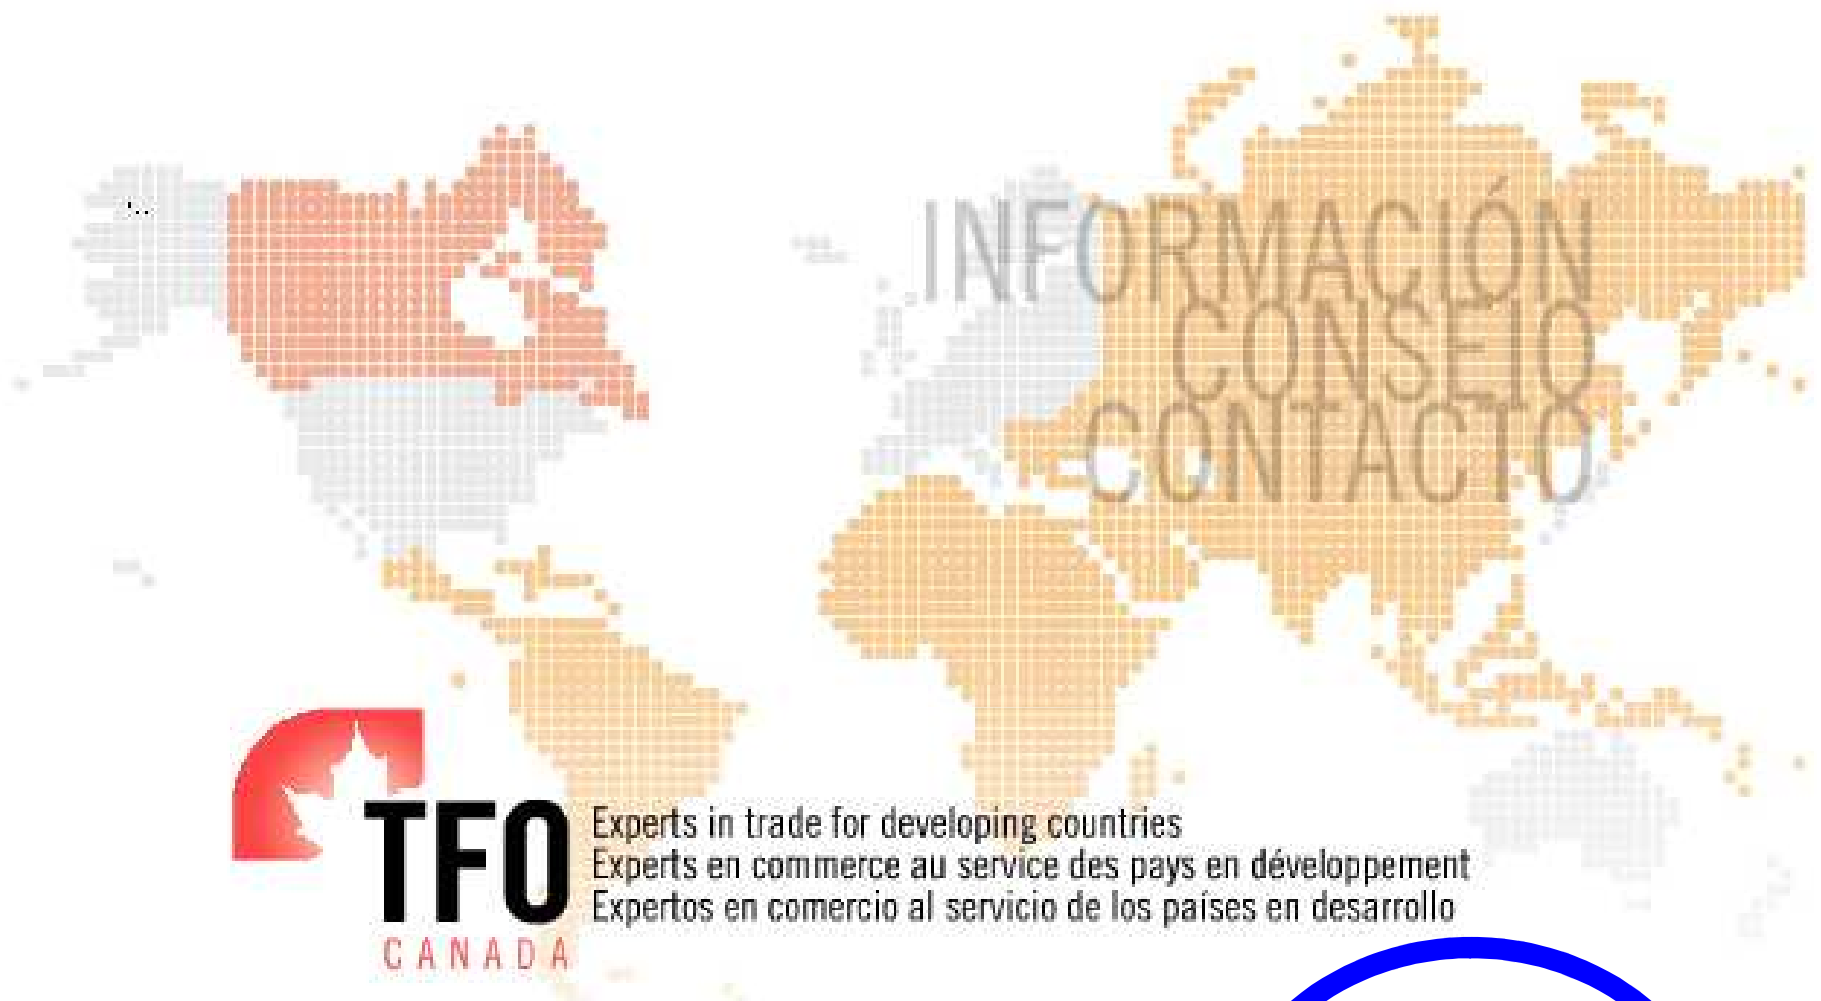 INFORMACIÓN
CONSEJO
CONTACTO
TFO
CANADA
Experts in trade for developing countries
Experts en commerce au service des pays en développement
Expertos en comercio al servicio de los países en desarrollo